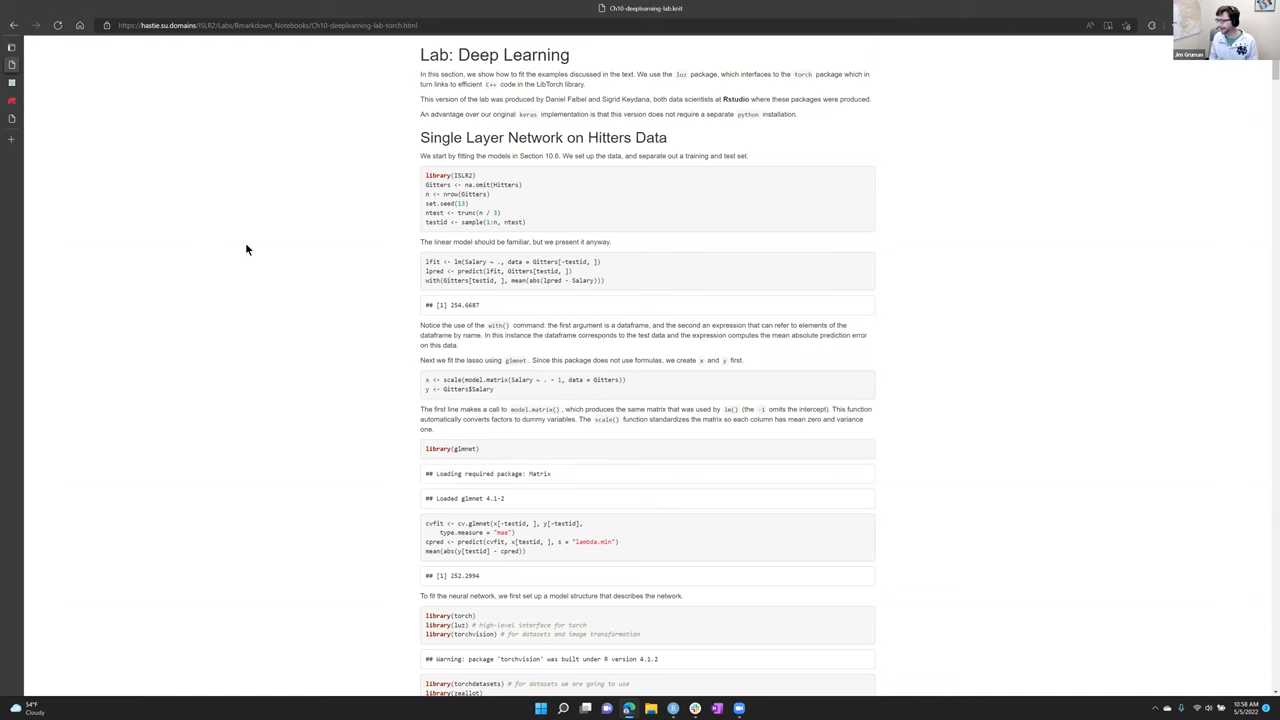 Ch10-deeplearning-lab.knit
https://hastie.su.domains/ISLR2/Labs/Rmarkdown_Notebooks/Ch10-deeplearning-lab-torch.html
Jim Gruman
Lab: Deep Learning
In this section, we show how to fit the examples discussed in the text. We use the luz package, which interfaces to the torch package which in
turn links to efficient C++ code in the LibTorch library.
This version of the lab was produced by Daniel Falbel and Sigrid Keydana, both data scientists at Rstudio where these packages were produced.
An advantage over our original keras implementation is that this version does not require a separate python installation.
Single Layer Network on Hitters Data
We start by fitting the models in Section 10.6. We set up the data, and separate out a training and test set.
library(ISLR2)
Gitters <- na.omit(Hitters)
n <- nrow(Gitters)
set.seed(13)
ntest <- trunc(n / 3)
testid <- sample(1:n, ntest)
The linear model should be familiar, but we present it anyway.
lfit <- lm(Salary ~ ., data = Gitters[-testid, ])
lpred <- predict(lfit, Gitters[testid, ])
with(Gitters[testid, ], mean(abs(lpred - Salary)))
## [1] 254.6687
Notice the use of the with() command: the first argument is a dataframe, and the second an expression that can refer to elements of the
dataframe by name. In this instance the dataframe corresponds to the test data and the expression computes the mean absolute prediction error
on this data.
Next we fit the lasso using glmnet. Since this package does not use formulas, we create x and y first.
x <- scale(model.matrix(Salary ~ . - 1, data = Gitters))
y <- Gitters$Salary
The first line makes a call to model.matrix(), which produces the same matrix that was used by lm() (the -1 omits the intercept). This function
automatically converts factors to dummy variables. The scale() function standardizes the matrix so each column has mean zero and variance
one.
library(glmnet)
## Loading required package: Matrix
## Loaded glmnet 4.1-2
cvfit <- cv.glmnet(x[-testid, ], y[-testid],
type.measure = "mae")
cpred <- predict(cvfit, x[testid, ], s = "lambda.min")
mean(abs(y[testid] - cpred))
## [1] 252.2994
To fit the neural network, we first set up a model structure that describes the network.
library(torch)
library(luz) # high-level interface for torch
library(torchvision) # for datasets and image transformation
## Warning: package 'torchvision' was built under R version 4.1.2
library(torchdatasets) # for datasets we are going to use
library(zeallot)
54°F
Cloudy
10:58 AM
5/5/2022